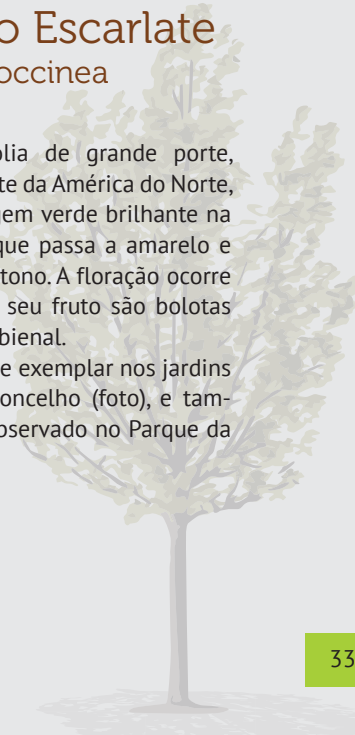 o Escarlate
occinea
olia de grande porte,
te da América do Norte,
gem verde brilhante na
que passa a amarelo e
tono. A floração ocorre
seu fruto são bolotas
bienal.
e exemplar nos jardins
oncelho (foto), e tam-
bservado no Parque da
33